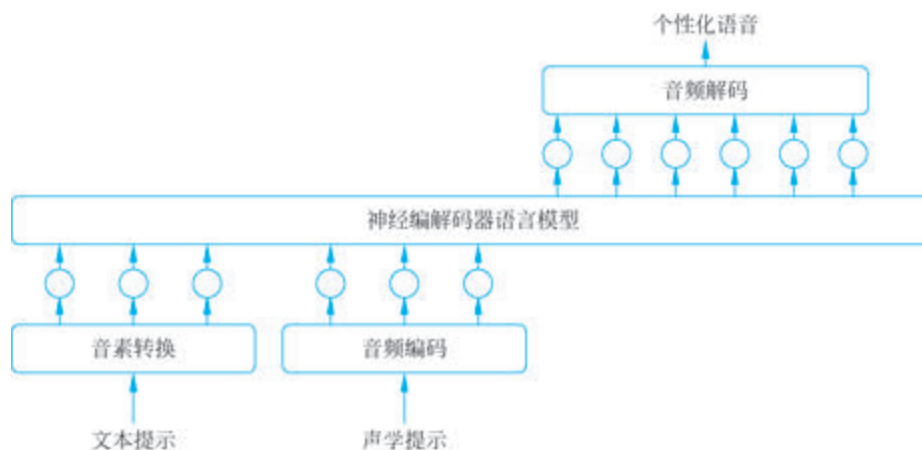 个性化语音
音频解码
神经编解码器语言模型
音素转换
音频编码
文本提示
声学提示